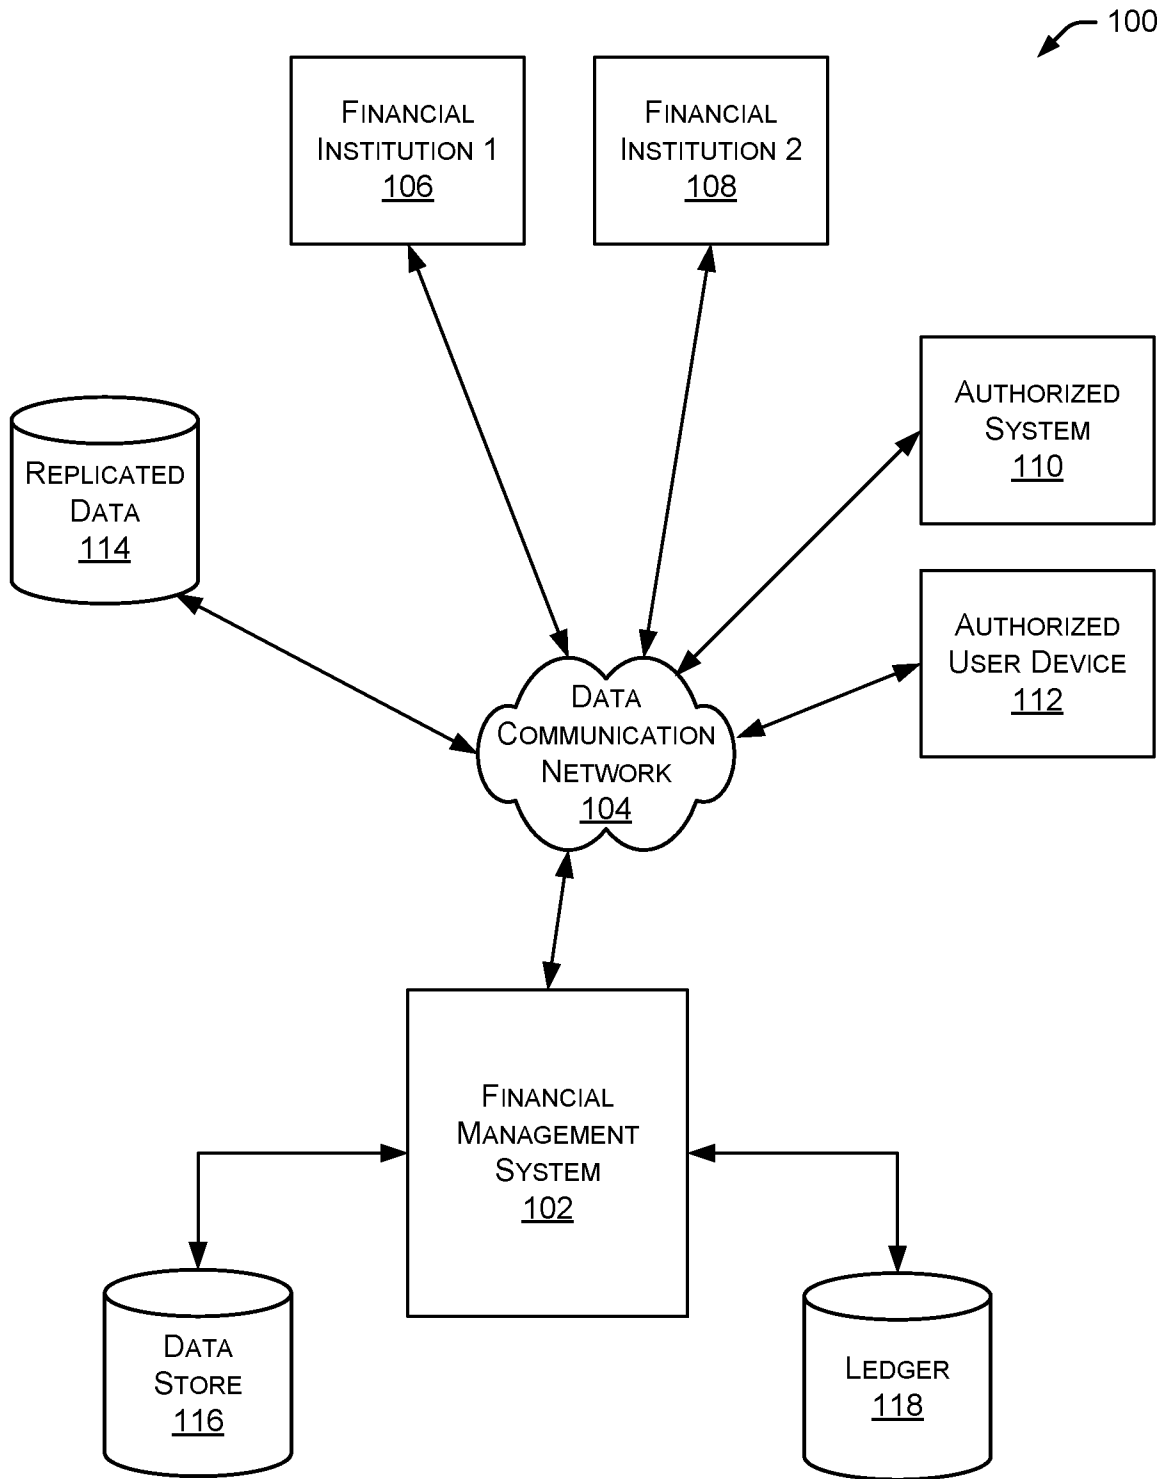 100
FINANCIAL
INSTITUTION 1
106
FINANCIAL
INSTITUTION 2
108
AUTHORIZED
SYSTEM
110
REPLICATED
DATA
114
AUTHORIZED
USER DEVICE
112
DATA
COMMUNICATION
NETWORK
104
FINANCIAL
MANAGEMENT
SYSTEM
102
DATA
STORE
116
LEDGER
118